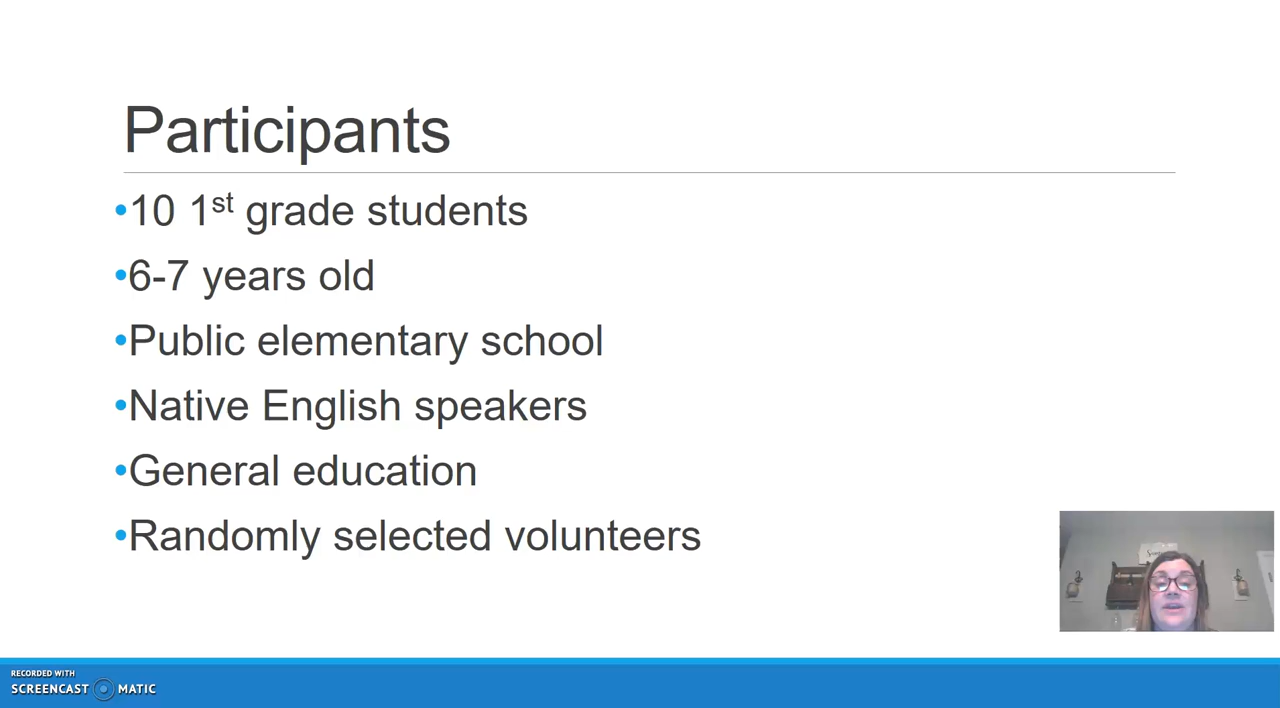 Participants
•10 1st grade students
•6-7 years old
•Public elementary school
•Native English speakers
•General education
•Randomly selected volunteers
RECORDED WITH
SCREENCAST MATIC